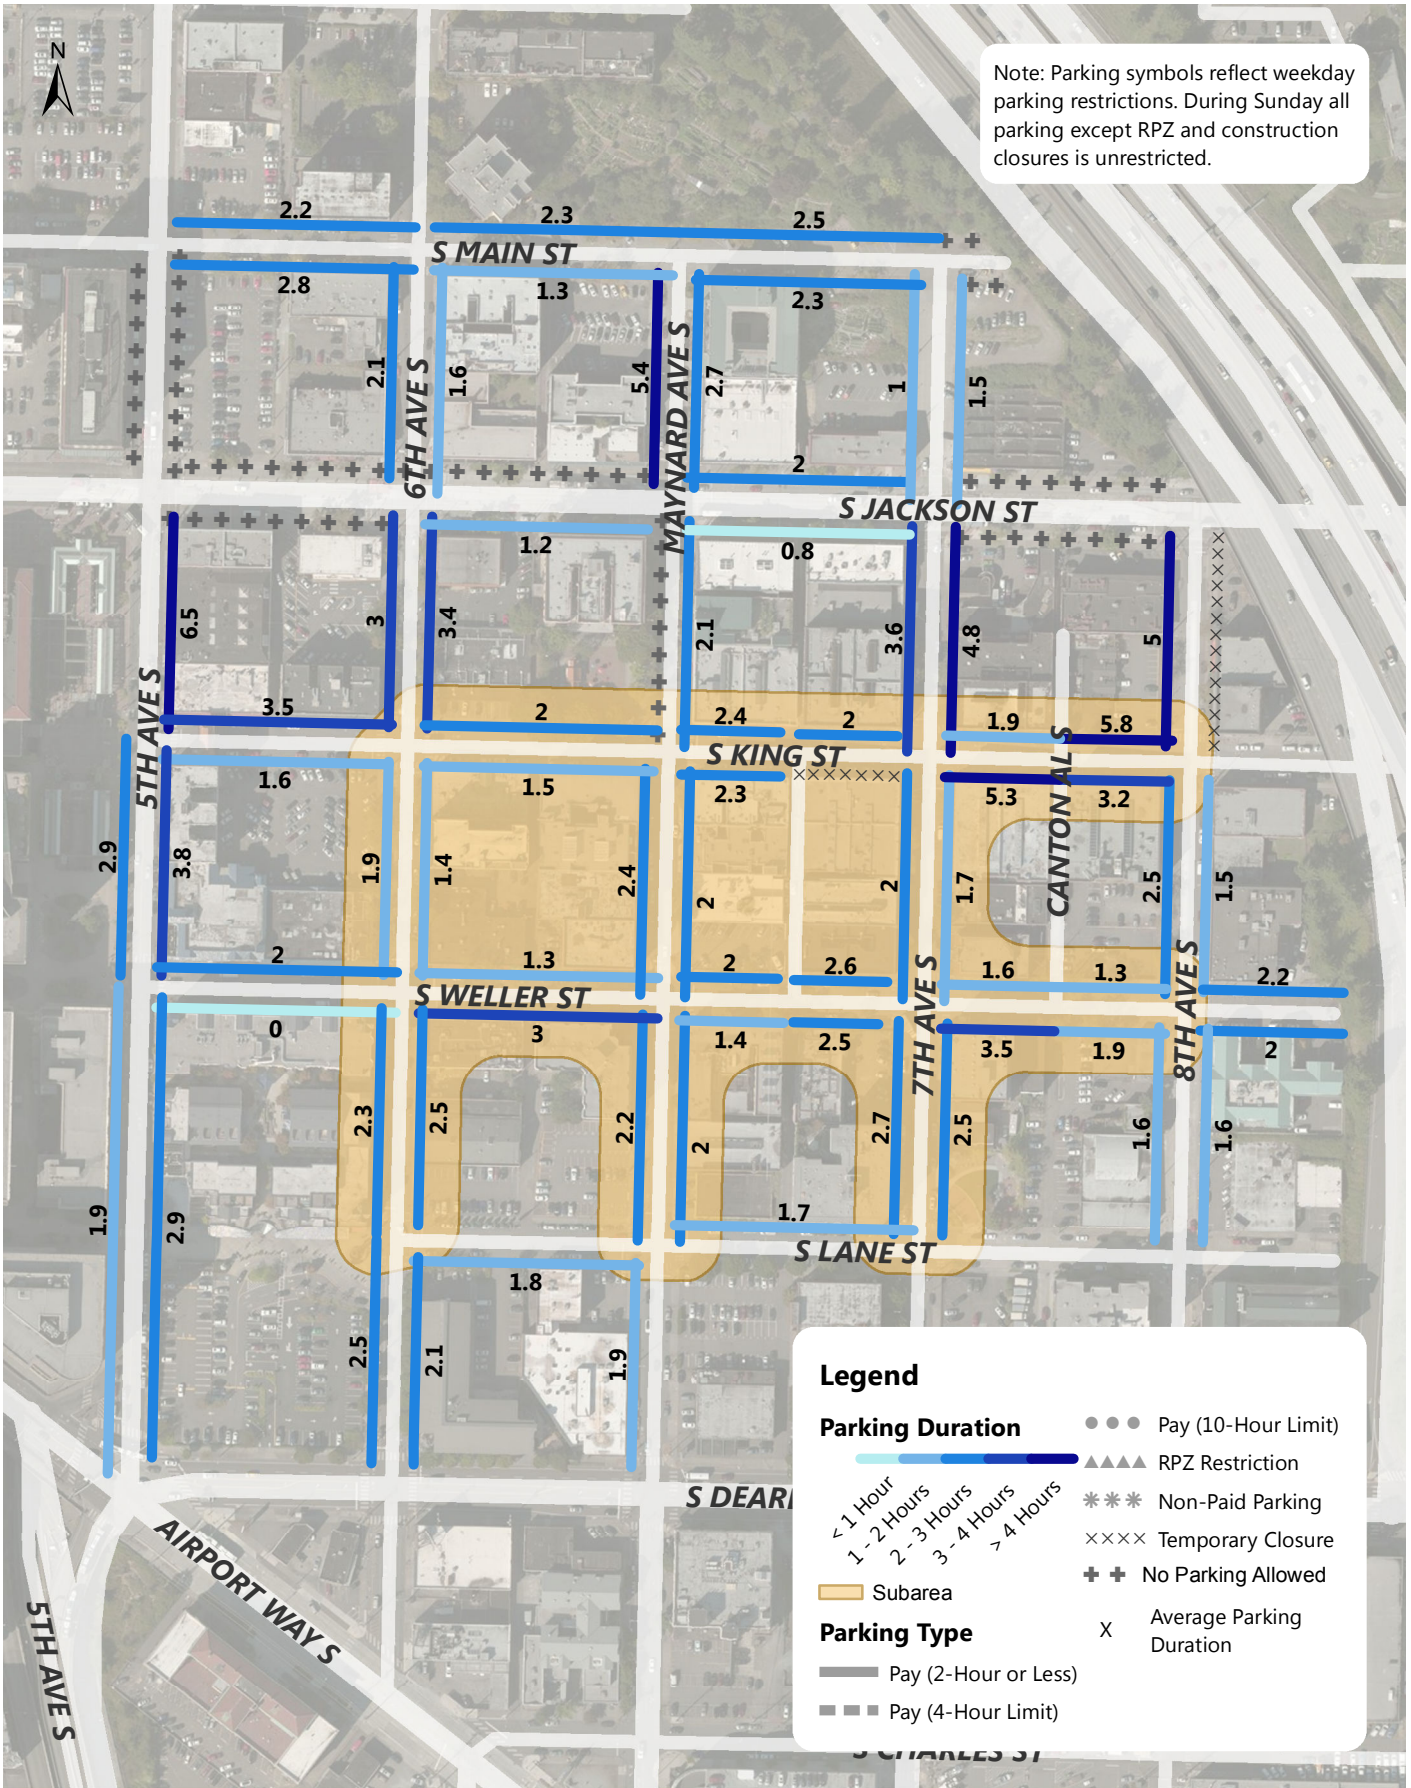 N
Note: Parking symbols reflect weekday
parking restrictions. During Sunday all
parking except RPZ and construction
closures is unrestricted.
2.2
2.3
2.5
S MAIN ST
2.8
1.3
2.3
2.1
6TH AVE S
1.6
5.4
MAYNARD AVE S
2.7
1
1.5
2
S JACKSON ST
1.2
0.8
6.5
3
3.4
2.1
3.6
4.8
5
5TH AVE S
3.5
2
2.4
2
1.9
5.8
S KING ST
1.6
1.5
2.3
5.3
3.2
CANTON AL S
2.9
3.8
1.9
1.4
2.4
2
2
1.7
2.5
1.5
2
1.3
2
2.6
7TH AVE S
1.6
1.3
8TH AVE S
2.2
S WELLER ST
0
3
1.4
2.5
3.5
1.9
2
2.3
2.5
2.2
2
2.7
2.5
1.6
1.6
1.9
2.9
1.7
S LANE ST
1.8
2.5
2.1
1.9
S DEAR
AIRPORT WAY S
5TH AVE S
S CHARLES ST
Legend
Parking Duration
< 1 Hour
1 - 2 Hours
2 - 3 Hours
3 - 4 Hours
> 4 Hours
Subarea
Parking Type
Pay (2-Hour or Less)
Pay (4-Hour Limit)
Pay (10-Hour Limit)
RPZ Restriction
Non-Paid Parking
Temporary Closure
No Parking Allowed
X
Average Parking
Duration